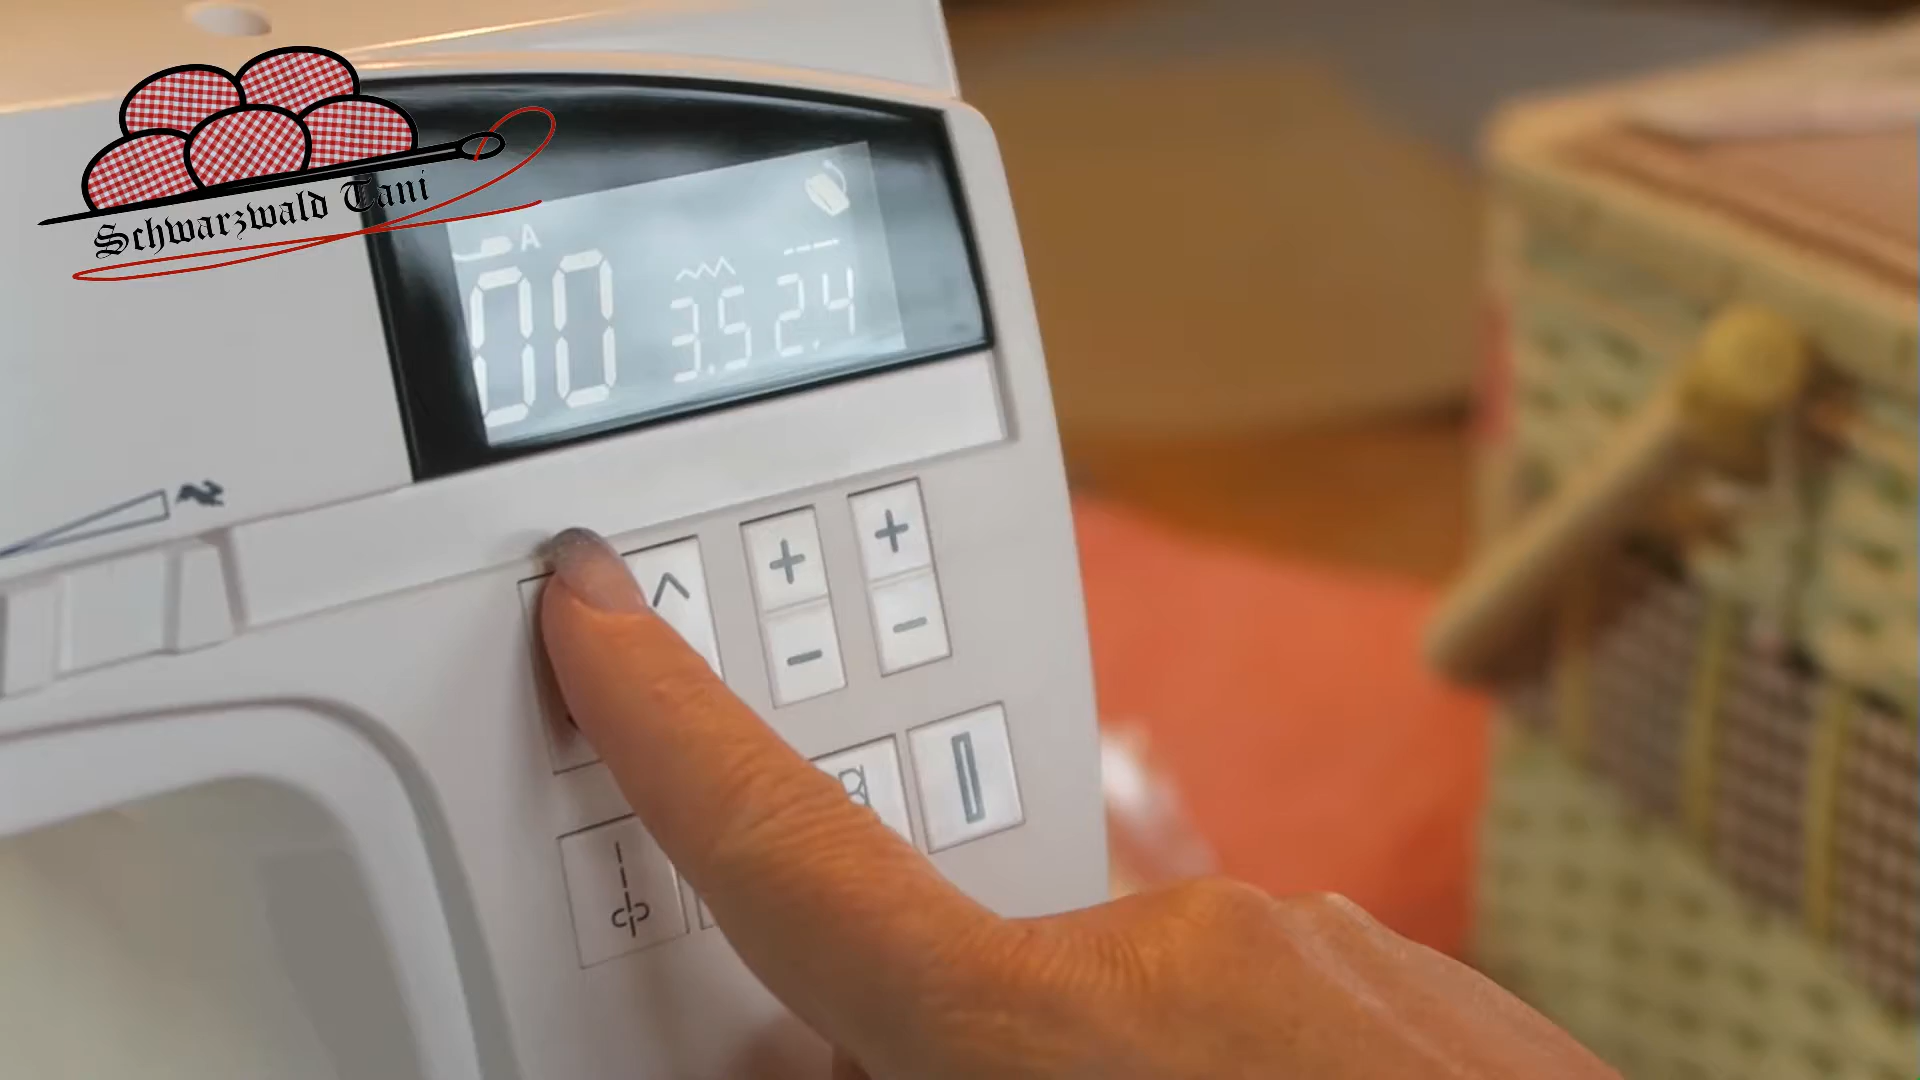 Schwarzwald Tani
A
00 3.5 2.4
+ +
- -